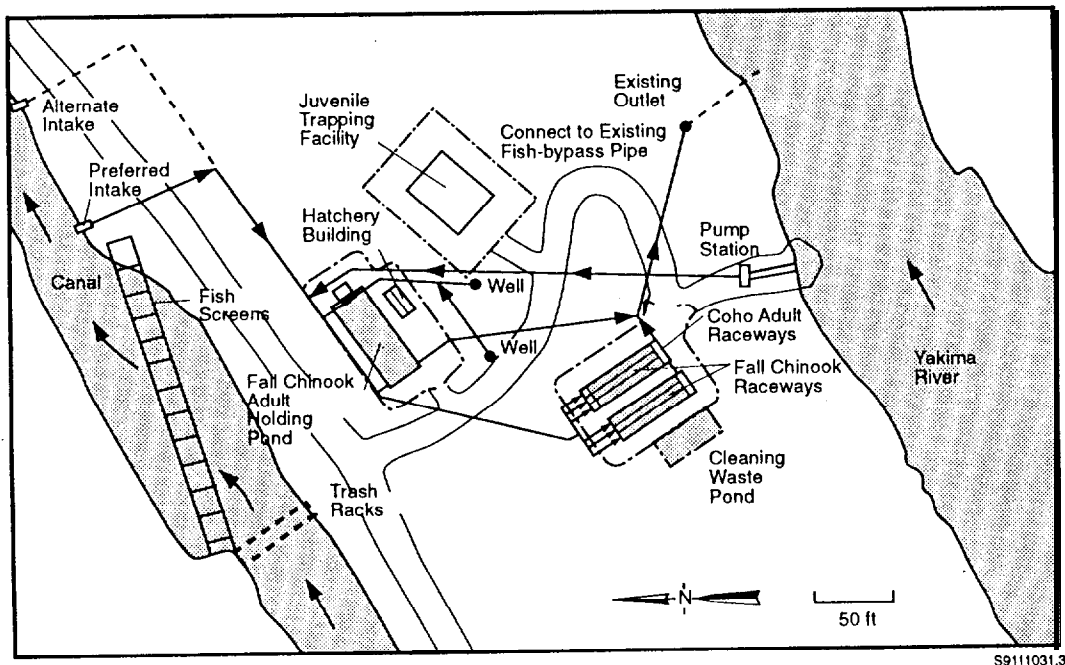 Alternate
Intake
Preferred
Intake
Canal
Fish
Screens
Juvenile
Trapping
Facility
Hatchery
Building
Existing
Outlet
Connect to Existing
Fish-bypass Pipe
Pump
Station
Well
Well
Fall Chinook
Adult
Holding
Pond
Coho Adult
Raceways
Fall Chinook
Raceways
Yakima
River
Cleaning
Waste
Pond
Trash
Racks
N
50 ft
S9111031.3